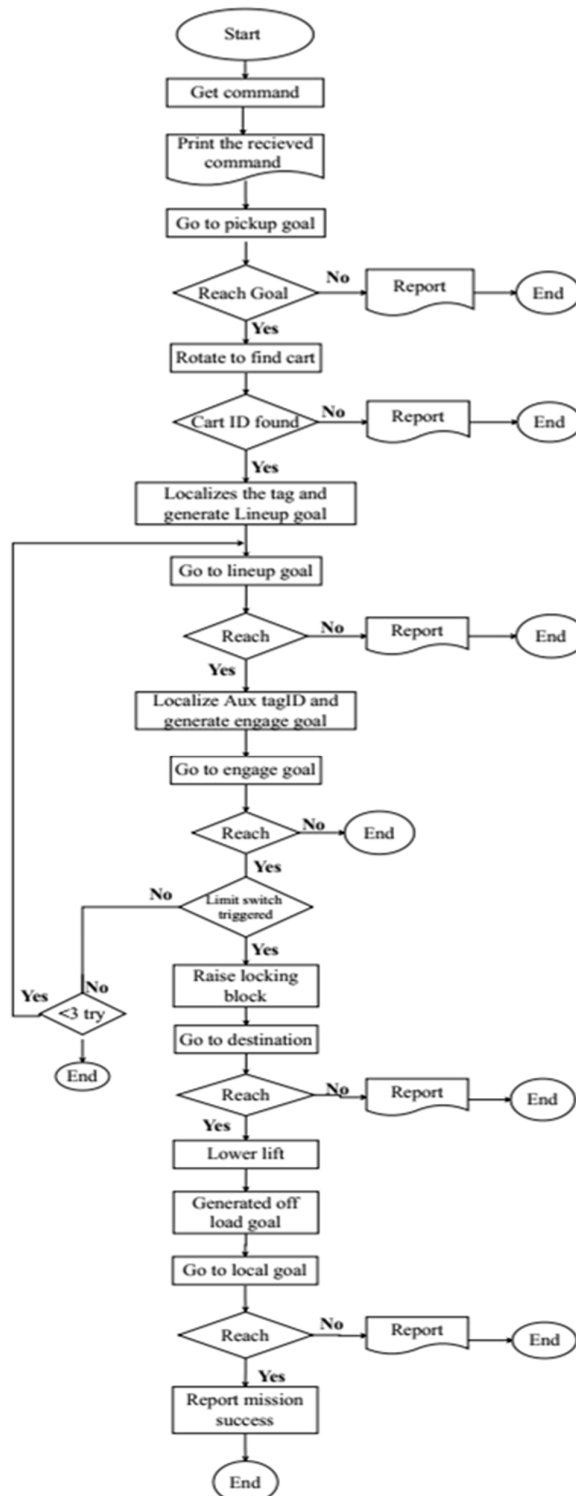 Start
Get command
Print the recieved
command
Go to pickup goal
Reach Goal
No
Report
End
Yes
Rotate to find cart
Cart ID found
No
Report
End
Yes
Localizes the tag and
generate Lineup goal
Go to lineup goal
Reach
No
Report
End
Yes
Localize Aux tagID and
generate engage goal
Go to engage goal
Reach
No
End
Yes
Limit switch
triggered
No
Yes
Raise locking
block
Yes
No
<3 try
End
Go to destination
Reach
No
Report
End
Yes
Lower lift
Generated off
load goal
Go to local goal
Reach
No
Report
End
Yes
Report mission
success
End